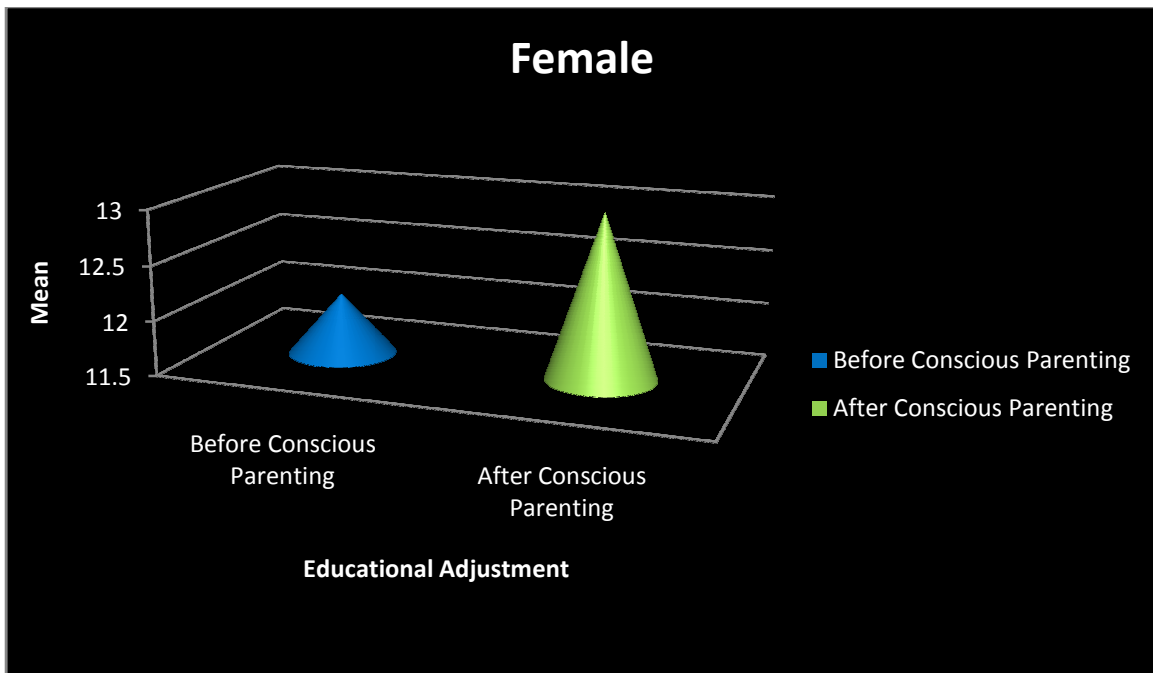 Female
13
12.5
12
11.5
Mean
Before Conscious
Parenting
After Conscious
Parenting
Educational Adjustment
Before Conscious Parenting
After Conscious Parenting